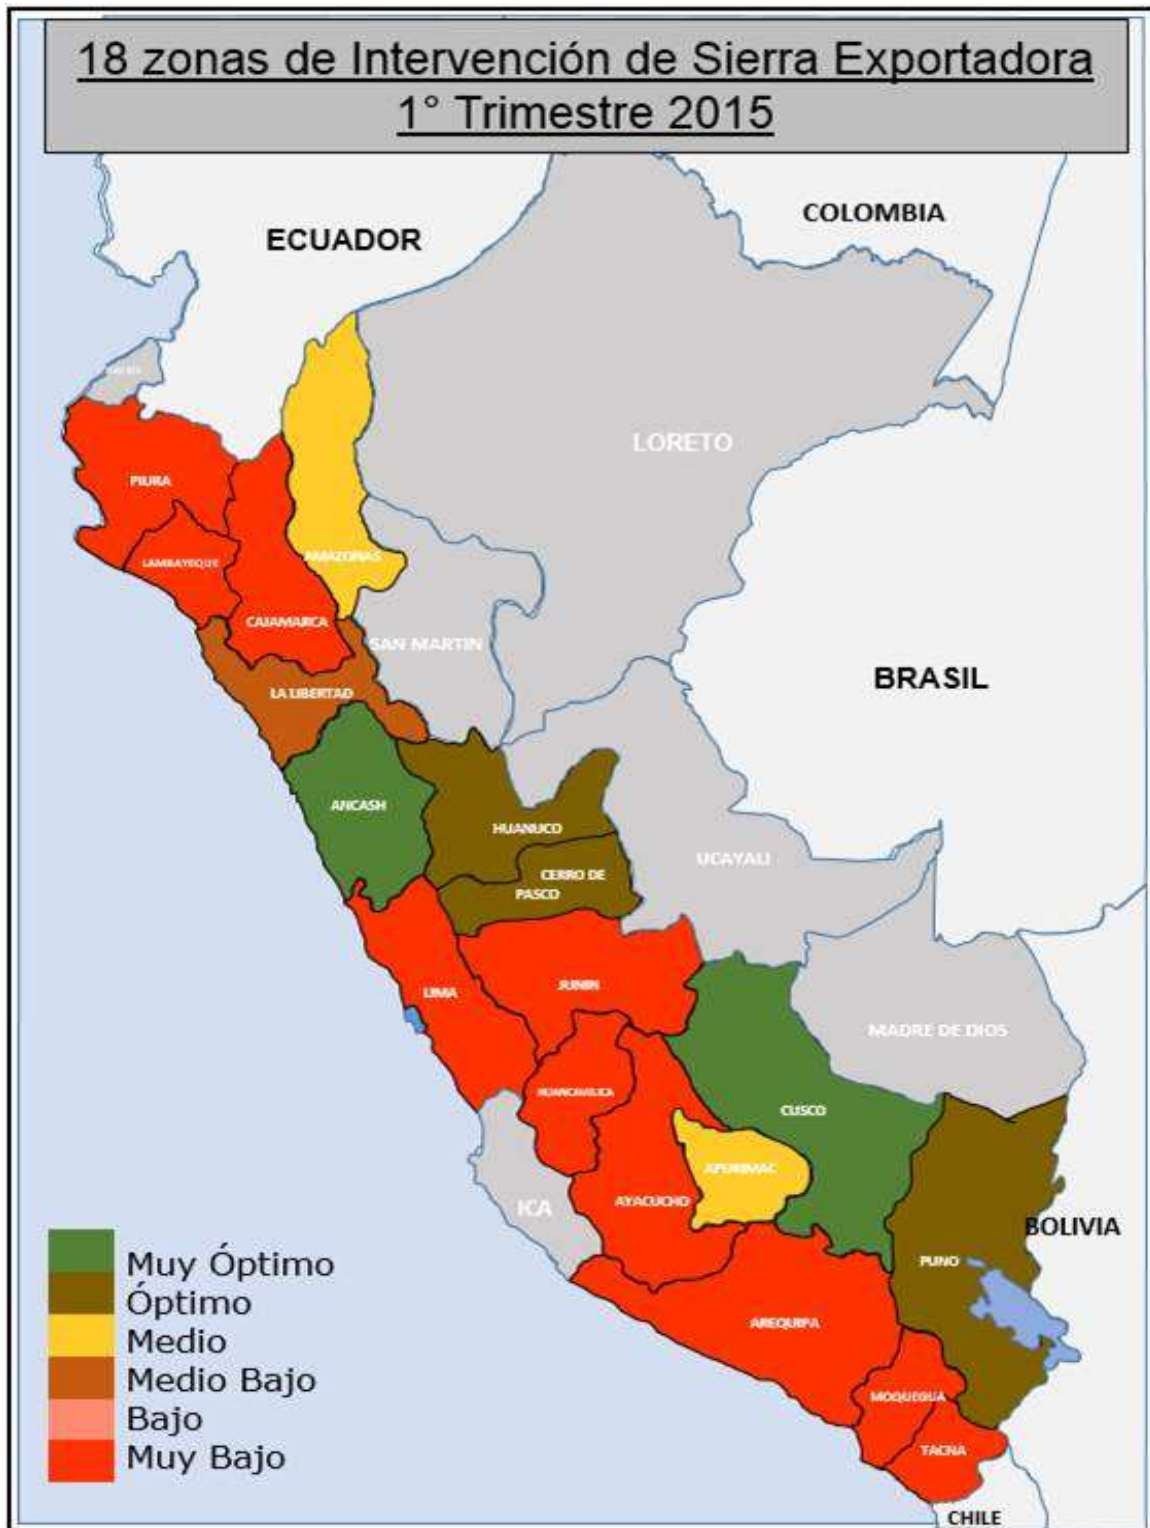 18 zonas de Intervención de Sierra Exportadora
1° Trimestre 2015
COLOMBIA
ECUADOR
LORETO
PIURA
AMAZONAS
LAMBAYEQUE
CAJAMARCA
SAN MARTIN
BRASIL
LA LIBERTAD
ANCASH
HUANUCO
UCAYALI
CERRO DE
PASCO
JUNIN
LIMA
MADRE DE DIOS
HUANCAVELICA
CUSCO
APURIMAC
AYACUCHO
ICA
BOLIVIA
PUNO
AREQUIPA
MOQUEGUA
TACNA
CHILE
Muy Óptimo
Óptimo
Medio
Medio Bajo
Bajo
Muy Bajo